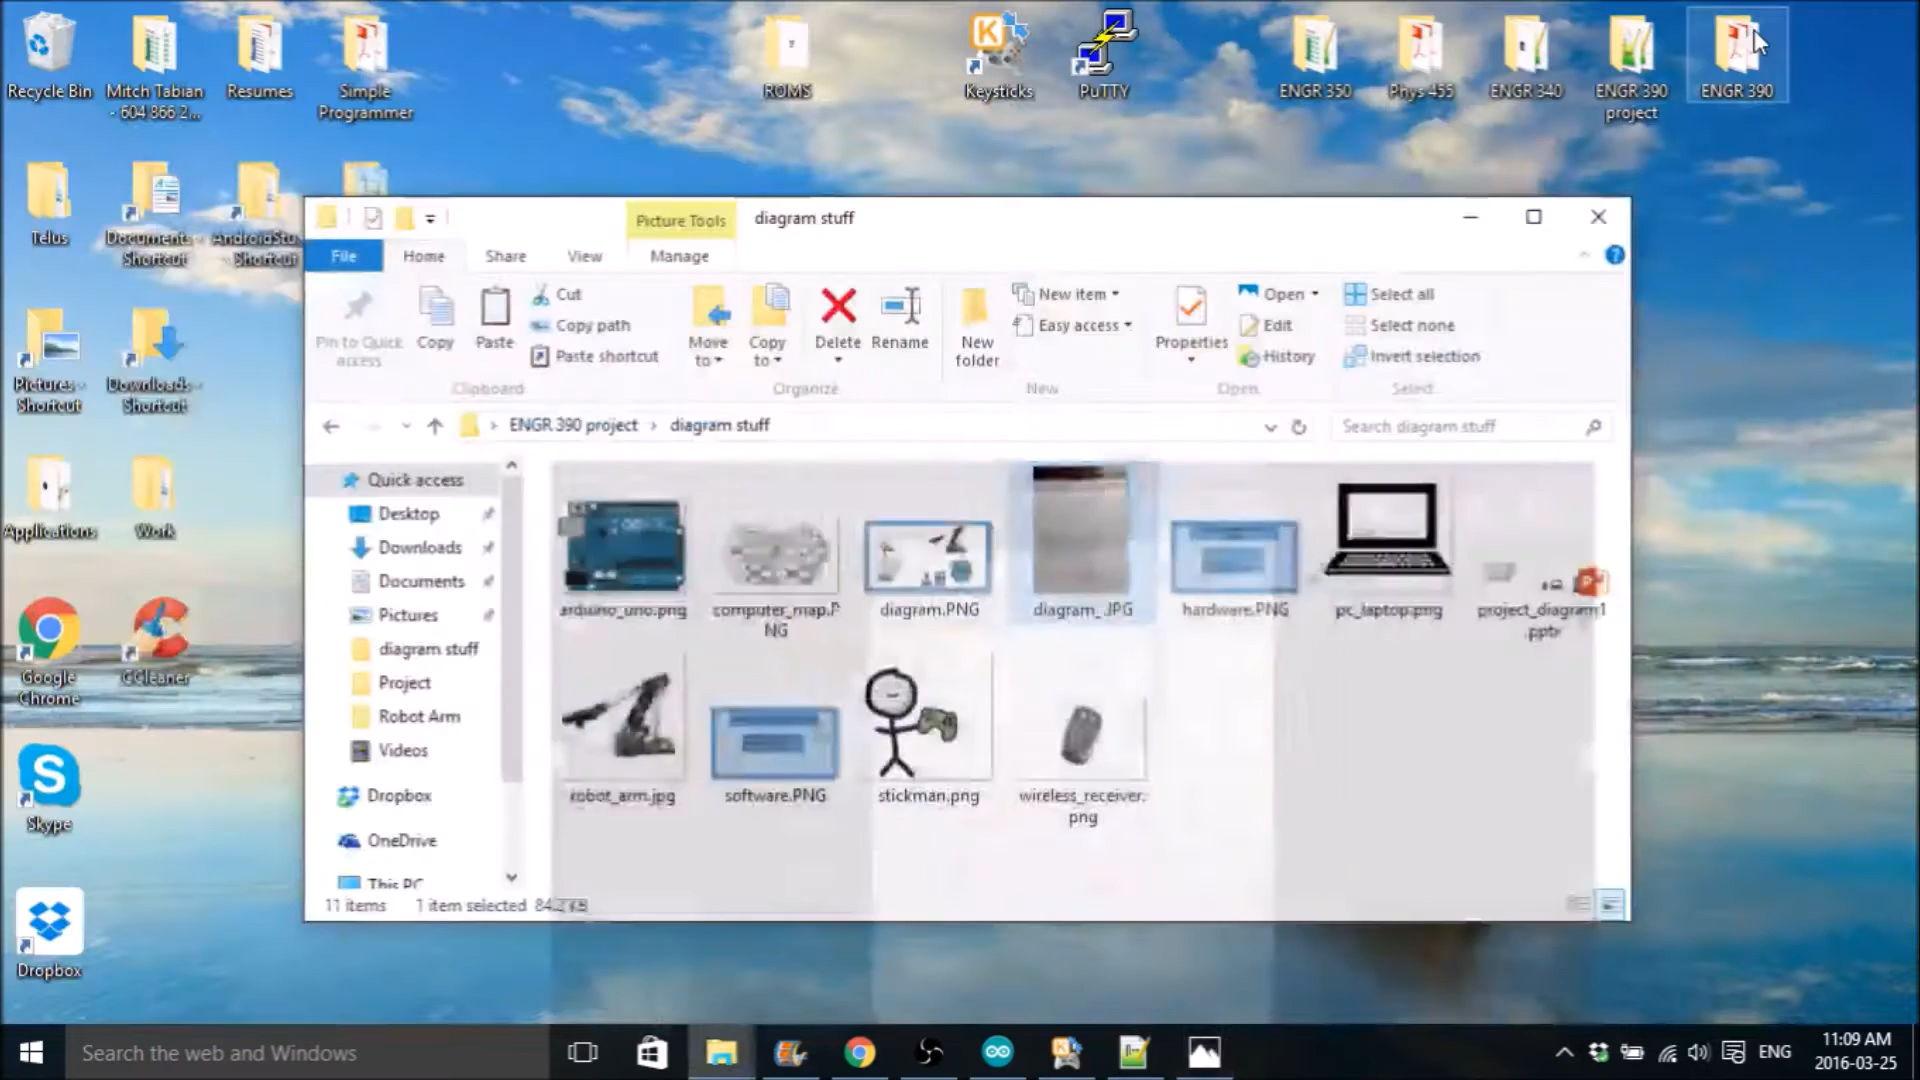 Recycle Bin
Mitch Tabian
- 604 866 2...
Resumes
Simple
Programmer
ROMS
Keysticks
PuTTY
ENGR 350
Phys 455
ENGR 340
ENGR 390
project
ENGR 390
Telus
Documents -
Shortcut
AndroidStu...
- Shortcut
Picture Tools
diagram stuff
File
Home
Share
View
Manage
Pin to Quick
access
Copy
Paste
Cut
Copy path
Paste shortcut
Clipboard
Move
to
Copy
to
Delete
Rename
Organize
New
folder
New item
Easy access
New
Properties
Open
Edit
History
Open
Select all
Select none
Invert selection
Select
Pictures -
Shortcut
Downloads -
Shortcut
ENGR 390 project
diagram stuff
Search diagram stuff
Applications
Work
Quick access
Desktop
Downloads
Documents
Pictures
diagram stuff
Project
Robot Arm
Videos
Dropbox
OneDrive
This PC
arduino_uno.png
computer_map.P
NG
diagram.PNG
diagram_.JPG
hardware.PNG
pc_laptop.png
project_diagram1
.pptx
robot_arm.jpg
software.PNG
stickman.png
wireless_receiver.
png
11 items
1 item selected
Google
Chrome
CCleaner
Skype
Dropbox
Search the web and Windows
ENG
11:09 AM
2016-03-25